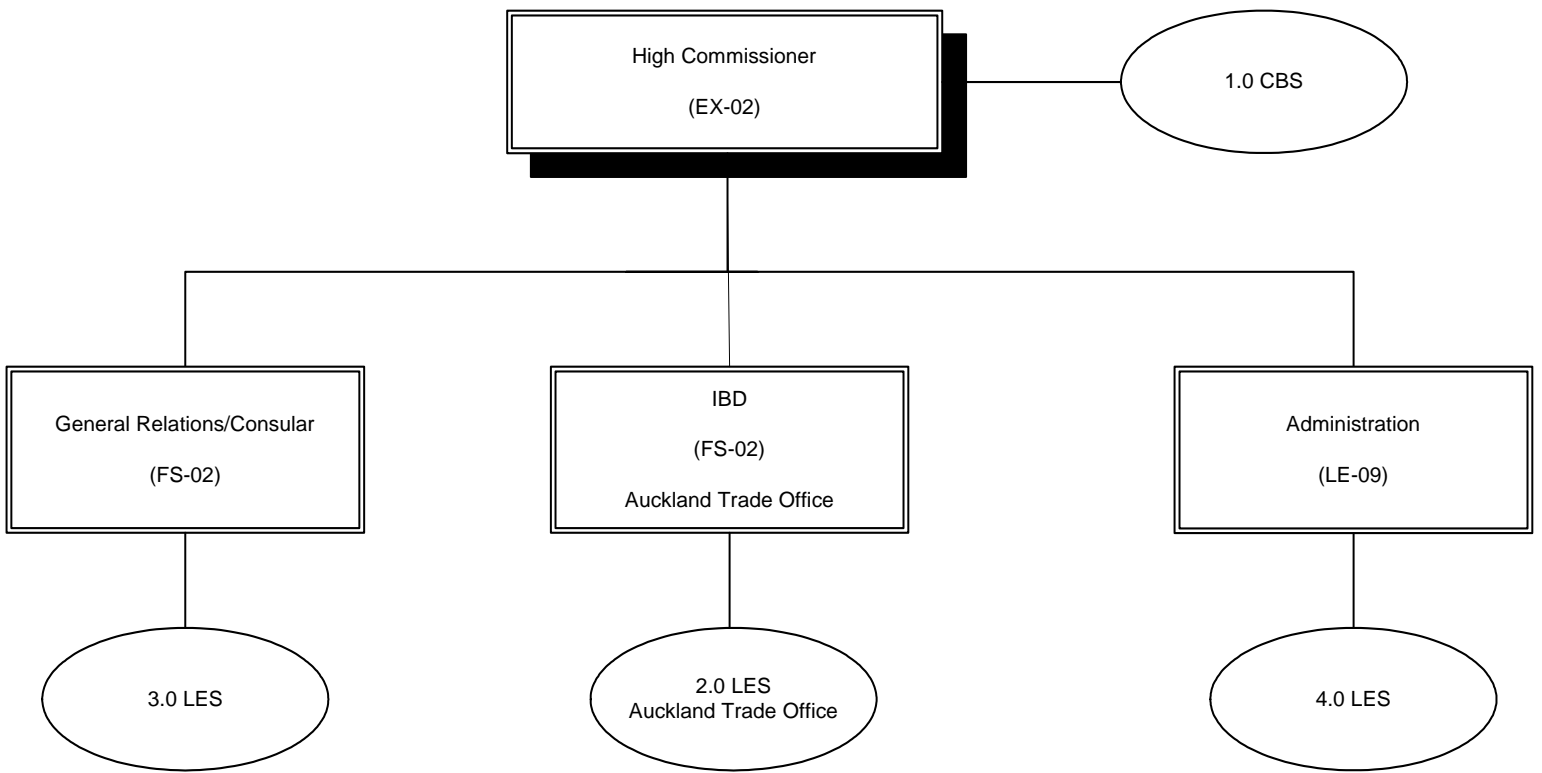 High Commissioner
(EX-02)
1.0 CBS
General Relations/Consular
(FS-02)
IBD
(FS-02)
Auckland Trade Office
Administration
(LE-09)
3.0 LES
2.0 LES
Auckland Trade Office
4.0 LES